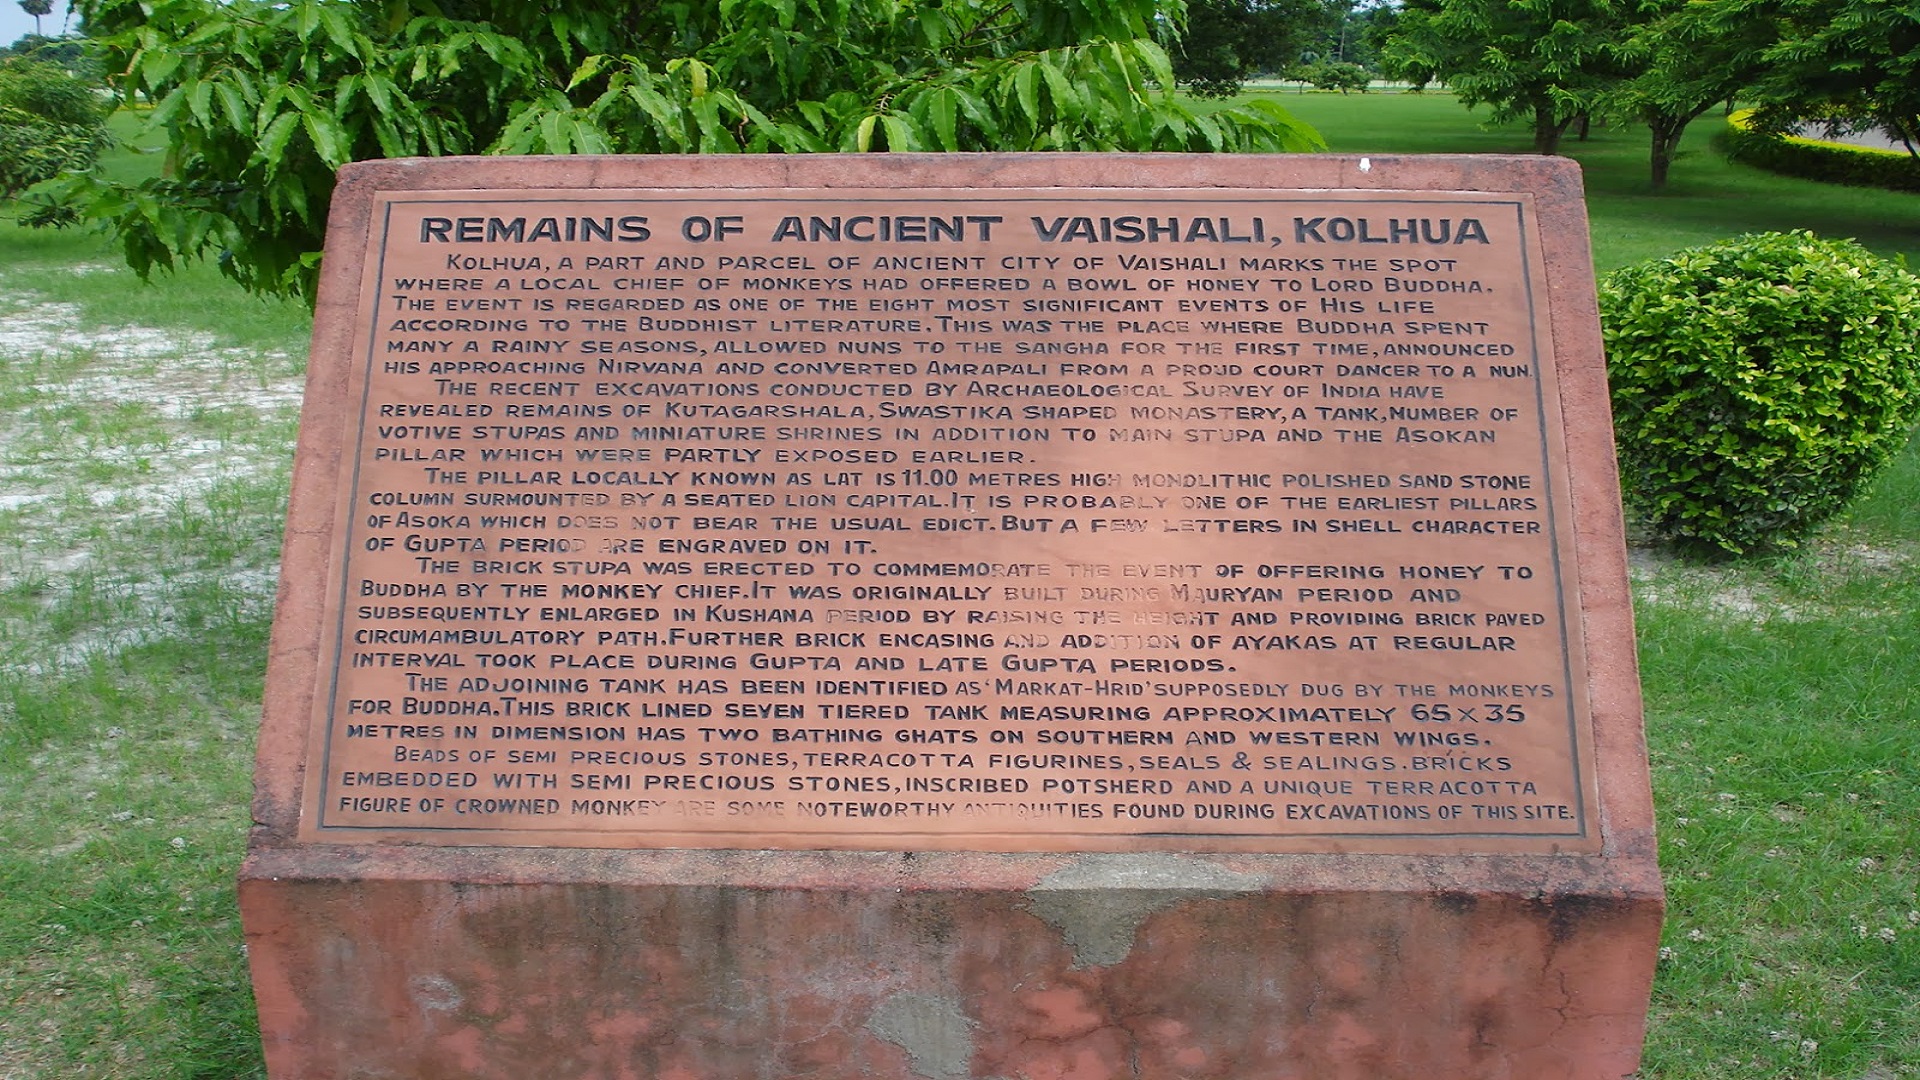 REMAINS OF ANCIENT VAISHALI, KOLHUA
KOLHUA, A PART AND PARCEL OF ANCIENT CITY OF VAISHALI MARKS THE SPOT
WHERE A LOCAL CHIEF OF MONKEYS HAD OFFERED A BOWL OF HONEY TO LORD BUDDHA.
THE EVENT IS REGARDED AS ONE OF THE EIGHT MOST SIGNIFICANT EVENTS OF HIS LIFE
ACCORDING TO THE BUDDHIST LITERATURE. THIS WAS THE PLACE WHERE BUDDHA SPENT
MANY A RAINY SEASONS, ALLOWED NUNS TO THE SANGHA FOR THE FIRST TIME, ANNOUNCED
HIS APPROACHING NIRVANA AND CONVERTED AMRAPALI FROM A PROUD COURT DANCER TO A NUN.
THE RECENT EXCAVATIONS CONDUCTED BY ARCHAEOLOGICAL SURVEY OF INDIA HAVE
REVEALED REMAINS OF KUTAGARSHALA, SWASTIKA SHAPED MONASTERY, A TANK, MUMBER OF
VOTIVE STUPAS AND MINIATURE SHRINES IN ADDITION TO MAIN STUPA AND THE ASOKAN
PILLAR WHICH WERE PARTLY EXPOSED EARLIER.
THE PILLAR LOCALLY KNOWN AS LAT IS 11.00 METRES HIGH MONOLITHIC POLISHED SAND STONE
COLUMN SURMOUNTED BY A SEATED LION CAPITAL. IT IS PROBABLY ONE OF THE EARLIEST PILLARS
OF ASOKA WHICH DOES NOT BEAR THE USUAL EDICT. BUT A FEW LETTERS IN SHELL CHARACTER
OF GUPTA PERIOD ARE ENGRAVED ON IT.
THE BRICK STUPA WAS ERECTED TO COMMEMORATE THE EVENT OF OFFERING HONEY TO
BUDDHA BY THE MONKEY CHIEF. IT WAS ORIGINALLY BUILT DURING MAURYAN PERIOD AND
SUBSEQUENTLY ENLARGED IN KUSHANA PERIOD BY RAISING THE HEIGHT AND PROVIDING BRICK PAVED
CIRCUMAMBULATORY PATH. FURTHER BRICK ENCASING AND ADDITION OF AYAKAS AT REGULAR
INTERVAL TOOK PLACE DURING GUPTA AND LATE GUPTA PERIODS.
THE ADJOINING TANK HAS BEEN IDENTIFIED AS 'MARKAT-HRID' SUPPOSEDLY DUG BY THE MONKEYS
FOR BUDDHA. THIS BRICK LINED SEVEN TIERED TANK MEASURING APPROXIMATELY 65 X 35
METRES IN DIMENSION HAS TWO BATHING GHATS ON SOUTHERN AND WESTERN WINGS.
BEADS OF SEMI PRECIOUS STONES, TERRACOTTA FIGURINES, SEALS & SEALINGS. BRICKS
EMBEDDED WITH SEMI PRECIOUS STONES, INSCRIBED POTSHERD AND A UNIQUE TERRACOTTA
FIGURE OF CROWNED MONKEY ARE SOME NOTEWORTHY ANTIQUITIES FOUND DURING EXCAVATIONS OF THIS SITE.